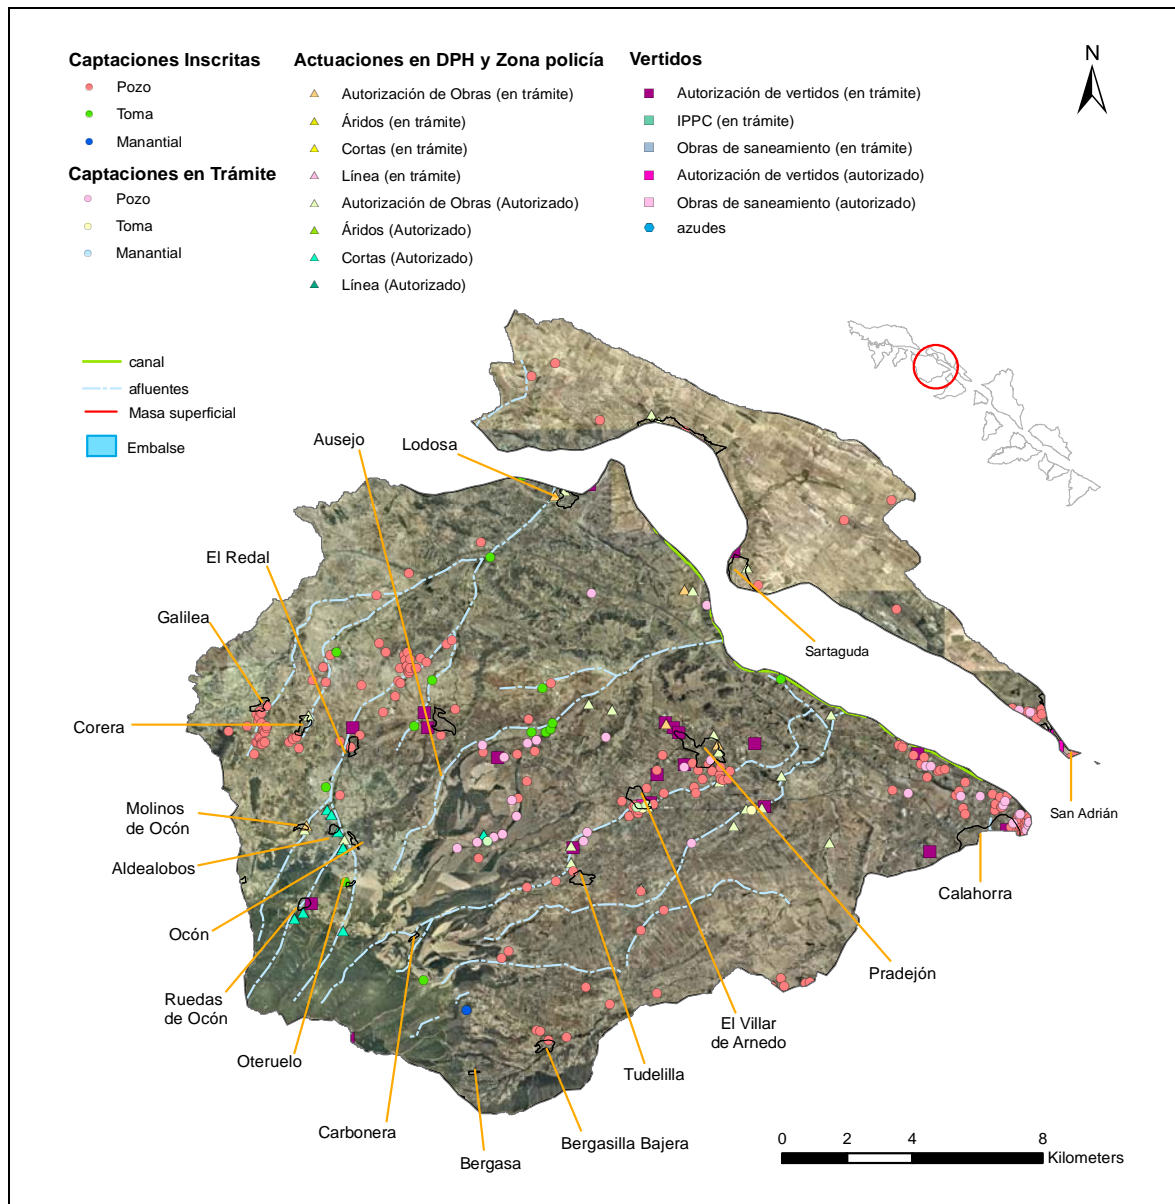 Captaciones Inscritas
Pozo
Toma
Manantial
Captaciones en Trámite
Pozo
Toma
Manantial
Actuaciones en DPH y Zona policía
Autorización de Obras (en trámite)
Áridos (en trámite)
Cortas (en trámite)
Línea (en trámite)
Autorización de Obras (Autorizado)
Áridos (Autorizado)
Cortas (Autorizado)
Línea (Autorizado)
Vertidos
Autorización de vertidos (en trámite)
IPPC (en trámite)
Obras de saneamiento (en trámite)
Autorización de vertidos (autorizado)
Obras de saneamiento (autorizado)
azudes
N
canal
afluentes
Masa superficial
Embalse
Ausejo
Lodosa
El Redal
Galilea
Corera
Molinos
de Ocón
Aldealobos
Ocón
Ruedas
de Ocón
Oteruelo
Carbonera
Bergasa
Bergasilla Bajera
Tudelilla
El Villar
de Arnedo
Pradejón
Calahorra
San Adrián
Sartaguda
0 2 4 8
Kilometers